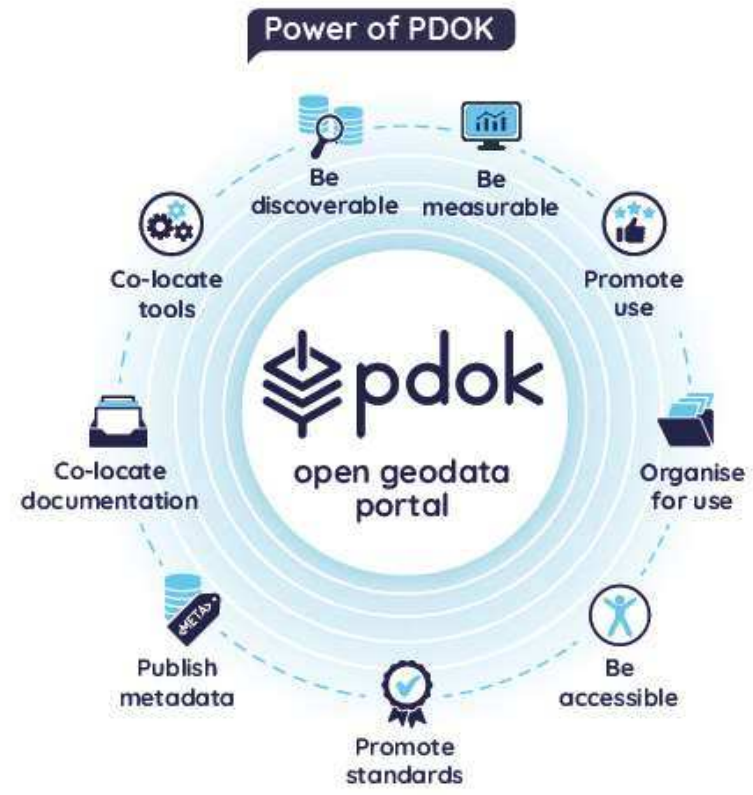 Power of PDOK
Be
discoverable
Be
measurable
Promote
use
Organise
for use
Be
accessible
Promote
standards
Publish
metadata
<META>
Co-locate
documentation
Co-locate
tools
pdok
open geodata
portal